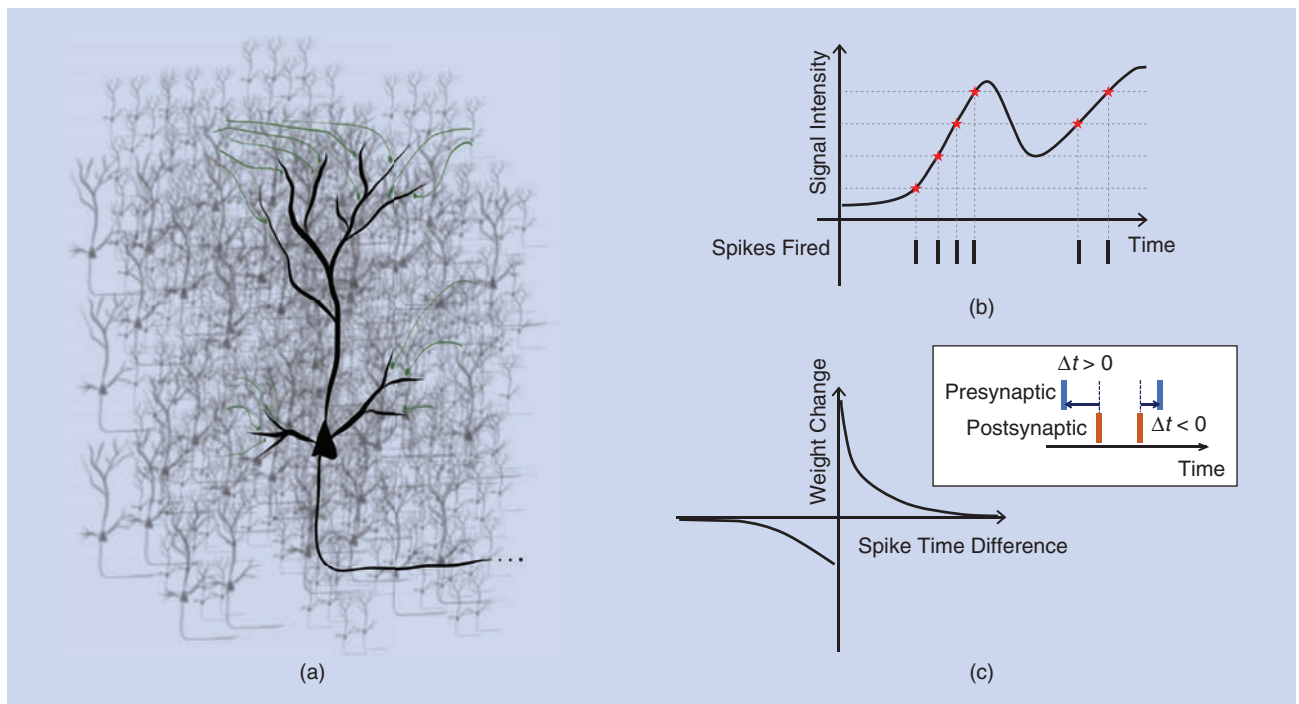 (a)
Signal Intensity
Spikes Fired
Time
(b)
Weight Change
Spike Time Difference
Δt > 0
Presynaptic
Postsynaptic
Δt < 0
Time
(c)